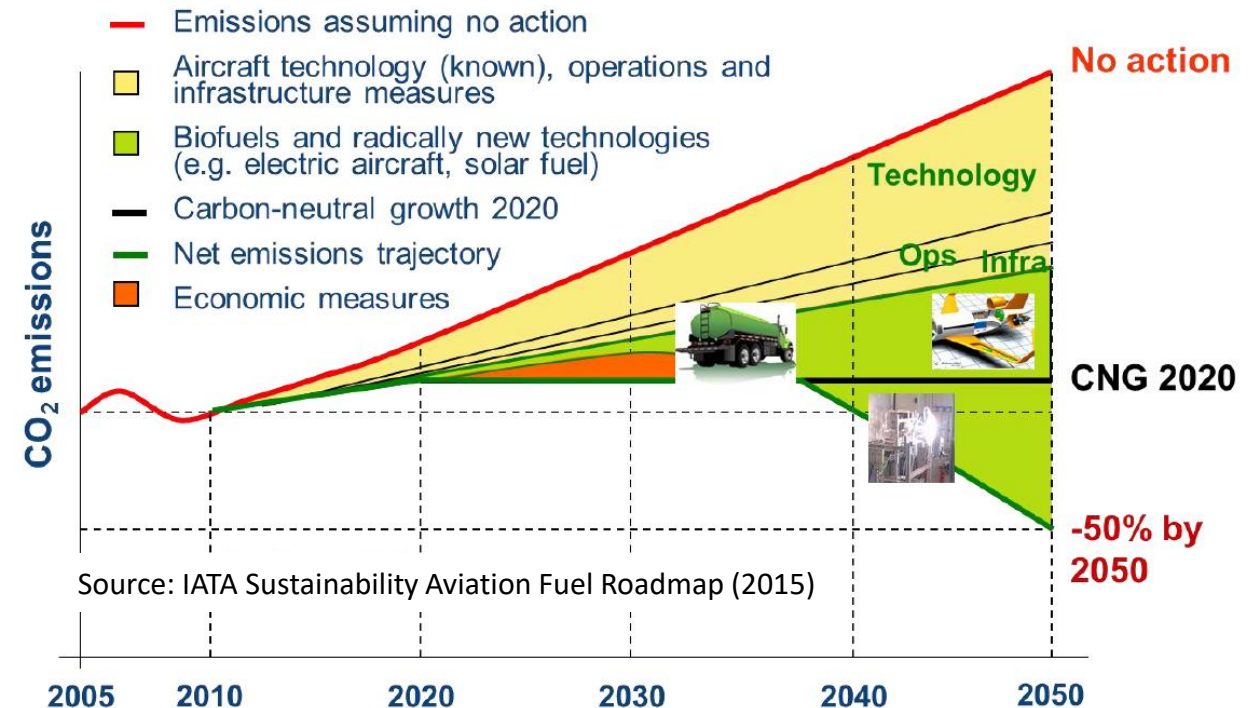 Emissions assuming no action
Aircraft technology (known), operations and
infrastructure measures
Biofuels and radically new technologies
(e.g. electric aircraft, solar fuel)
Carbon-neutral growth 2020
Net emissions trajectory
Economic measures
No action
Technology
Ops
Infra
CO₂ emissions
CNG 2020
-50% by
2050
Source: IATA Sustainability Aviation Fuel Roadmap (2015)
2005
2010
2020
2030
2040
2050